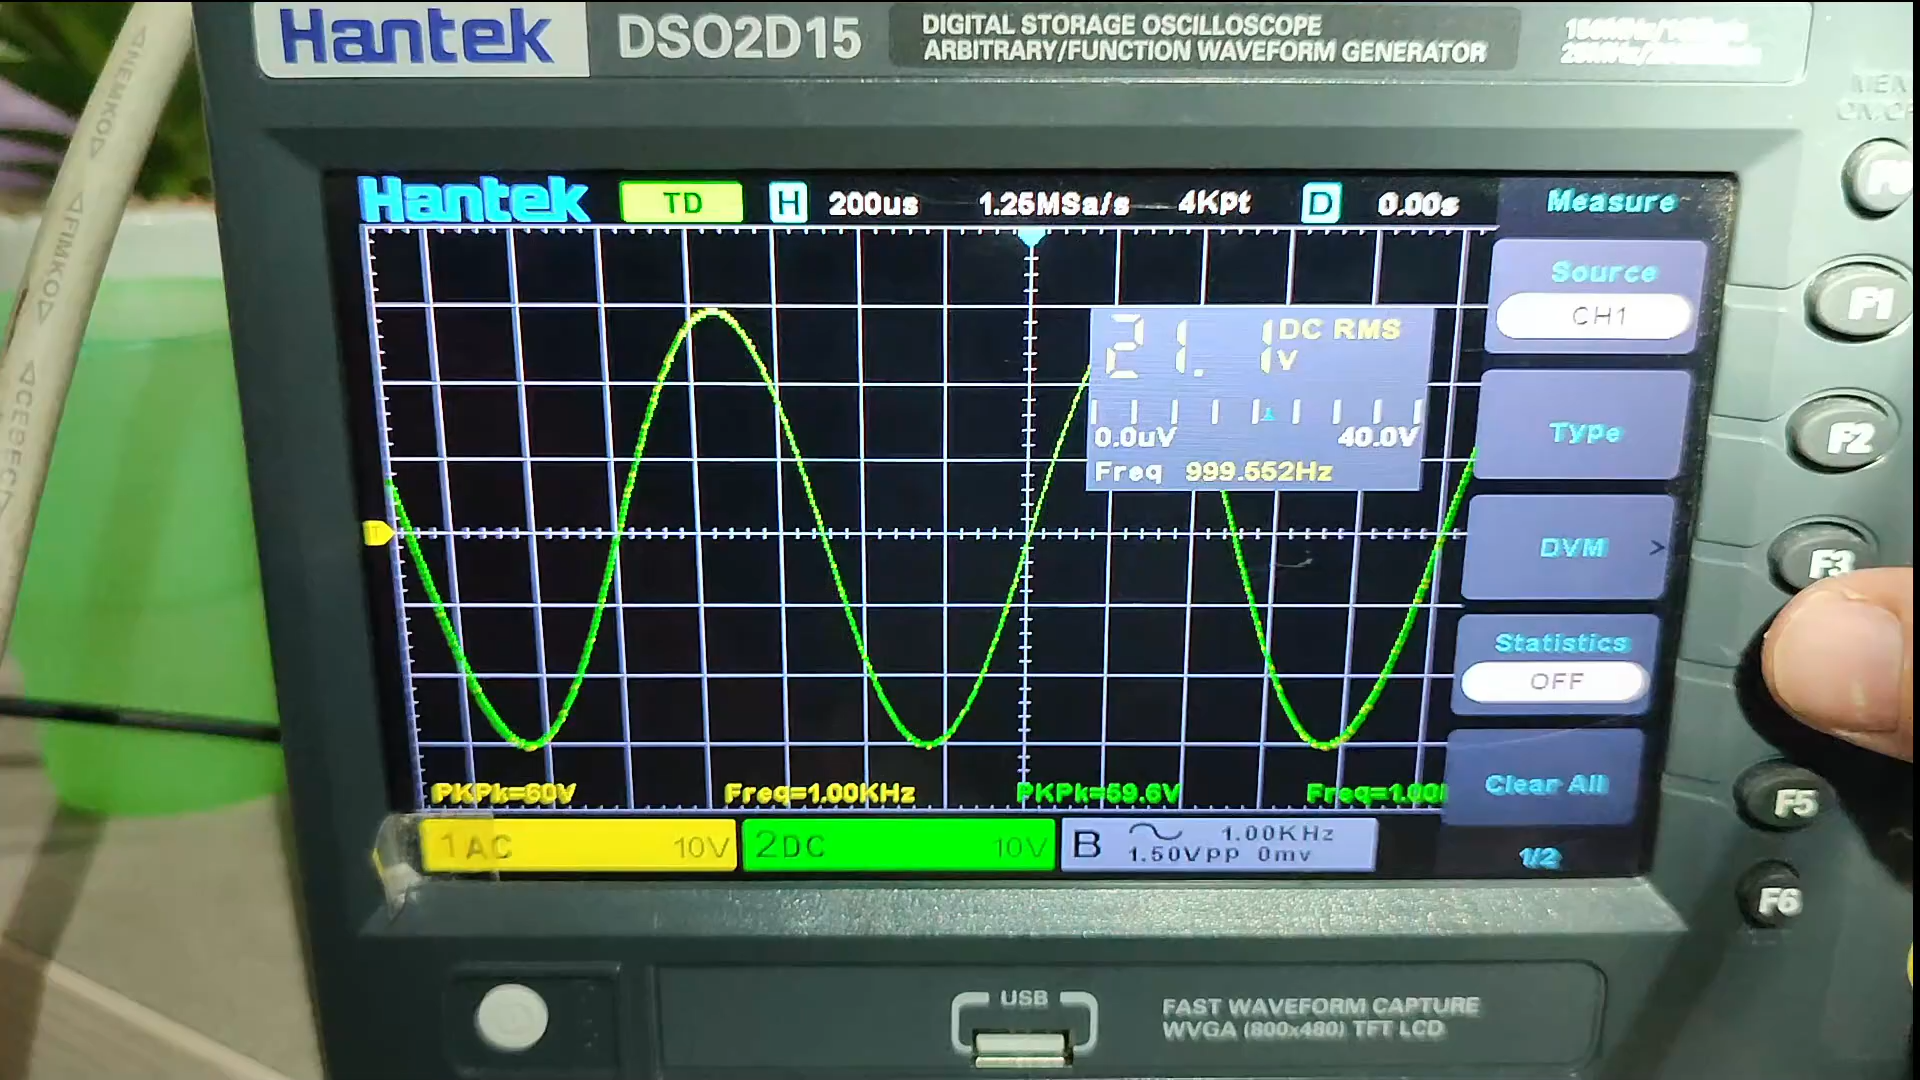 Hantek
DSO2D15
DIGITAL STORAGE OSCILLOSCOPE
ARBITRARY/FUNCTION WAVEFORM GENERATOR
Hantek
TD
H
200us
1.25MSa/s
4Kpt
D
0.00s
Measure
Source
CH1
Type
DVM >
Statistics
OFF
Clear All
1/2
DC RMS
V
0.0uV
40.0V
Freq 999.552Hz
T
PKPk=60V
Freq=1.00KHz
PKPk=59.6V
Freq=1.00
1 AC 10V
2 DC 10V
B
1.00KHz
1.50VPP 0mv
F1
F2
F3
F5
F6
USB
FAST WAVEFORM CAPTURE
WVGA (800x480) TFT LCD